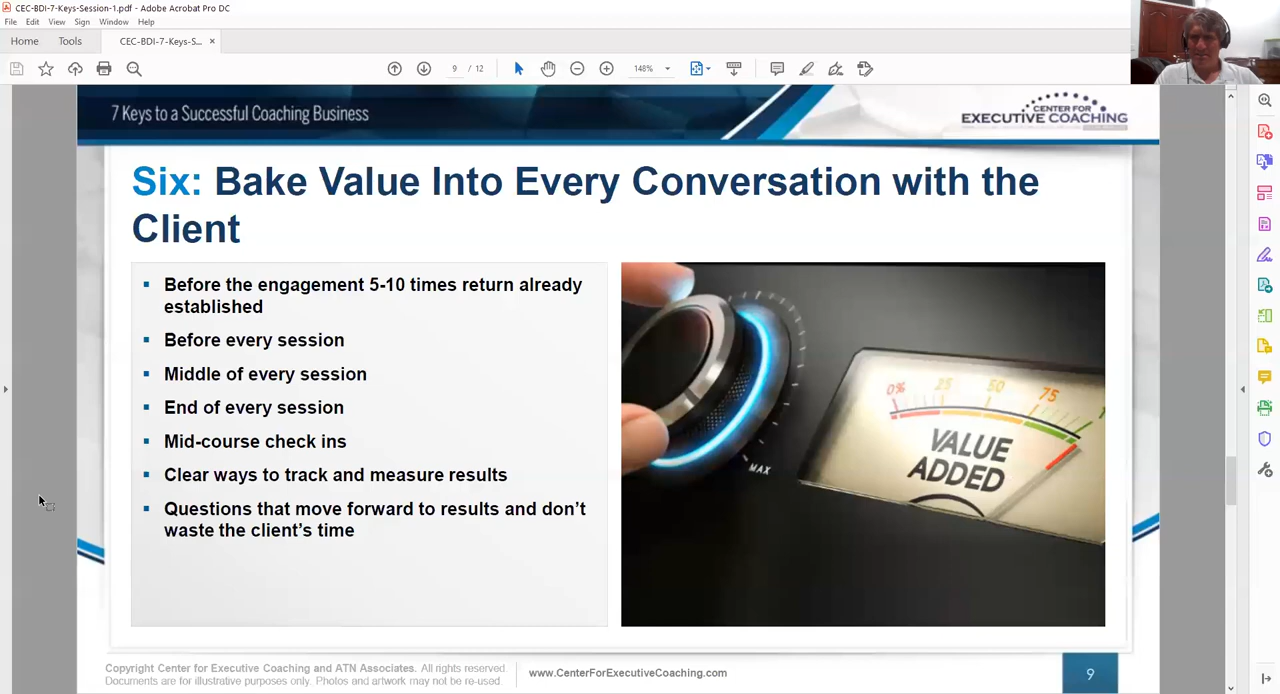 CEC-BDI-7-Keys-Session-1.pdf - Adobe Acrobat Pro DC
File Edit View Sign Window Help
Home Tools CEC-BDI-7-Keys-S... ×
9 / 12 148%
7 Keys to a Successful Coaching Business
CENTER FOR
EXECUTIVE COACHING
Six: Bake Value Into Every Conversation with the
Client
Before the engagement 5-10 times return already
established
Before every session
Middle of every session
End of every session
Mid-course check ins
Clear ways to track and measure results
Questions that move forward to results and don’t
waste the client’s time
0% 25 50 75 1
VALUE
ADDED
MAX
Copyright Center for Executive Coaching and ATN Associates. All rights reserved.
Documents are for illustrative purposes only. Photos and artwork may not be re-used.
www.CenterForExecutiveCoaching.com
9